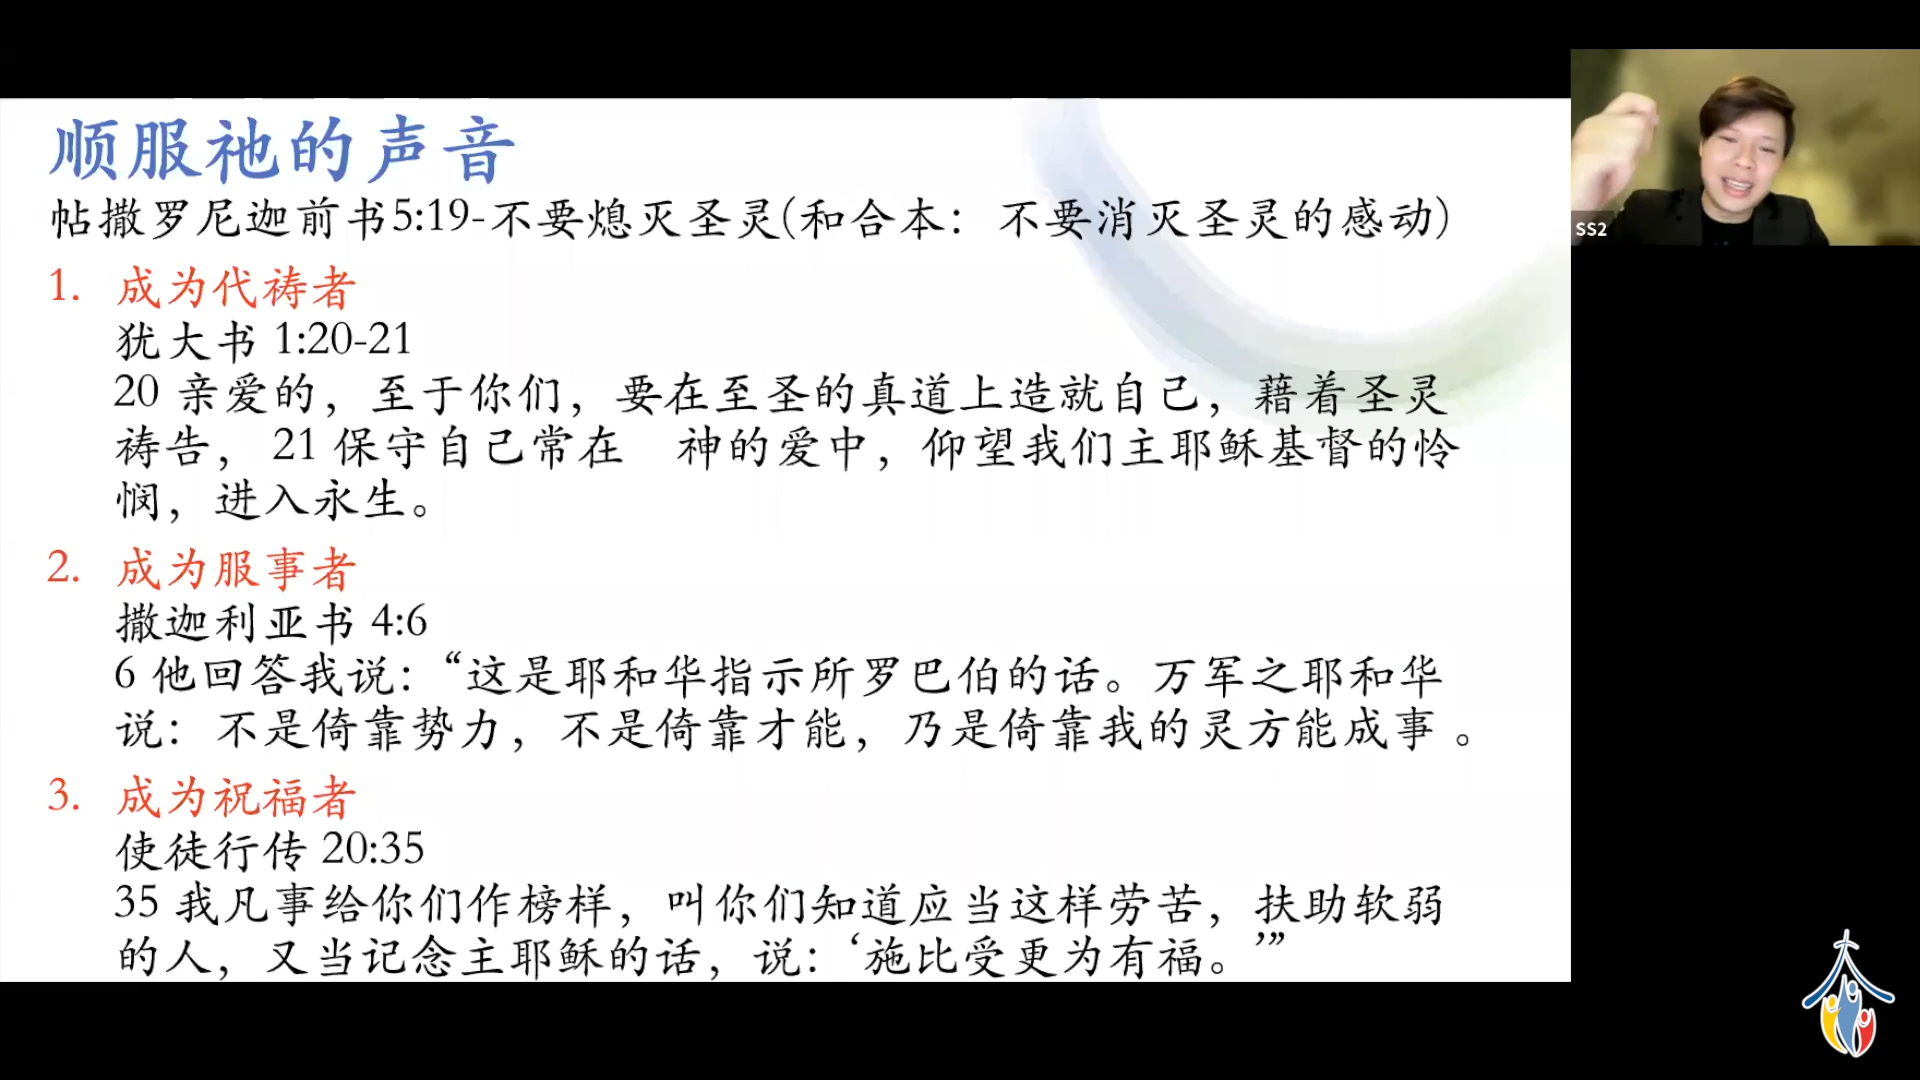 顺服祂的声音
帖撒罗尼迦前书5:19-不要熄灭圣灵(和合本：不要消灭圣灵的感动)
1. 成为代祷者
犹大书 1:20-21
20 亲爱的，至于你们，要在至圣的真道上造就自己，藉着圣灵
祷告， 21 保守自己常在　神的爱中，仰望我们主耶稣基督的怜
悯，进入永生。
2. 成为服事者
撒迦利亚书 4:6
6 他回答我说：“这是耶和华指示所罗巴伯的话。万军之耶和华
说：不是倚靠势力，不是倚靠才能，乃是倚靠我的灵方能成事 。
3. 成为祝福者
使徒行传 20:35
35 我凡事给你们作榜样，叫你们知道应当这样劳苦，扶助软弱
的人，又当记念主耶稣的话，说：‘施比受更为有福。’”
SS2